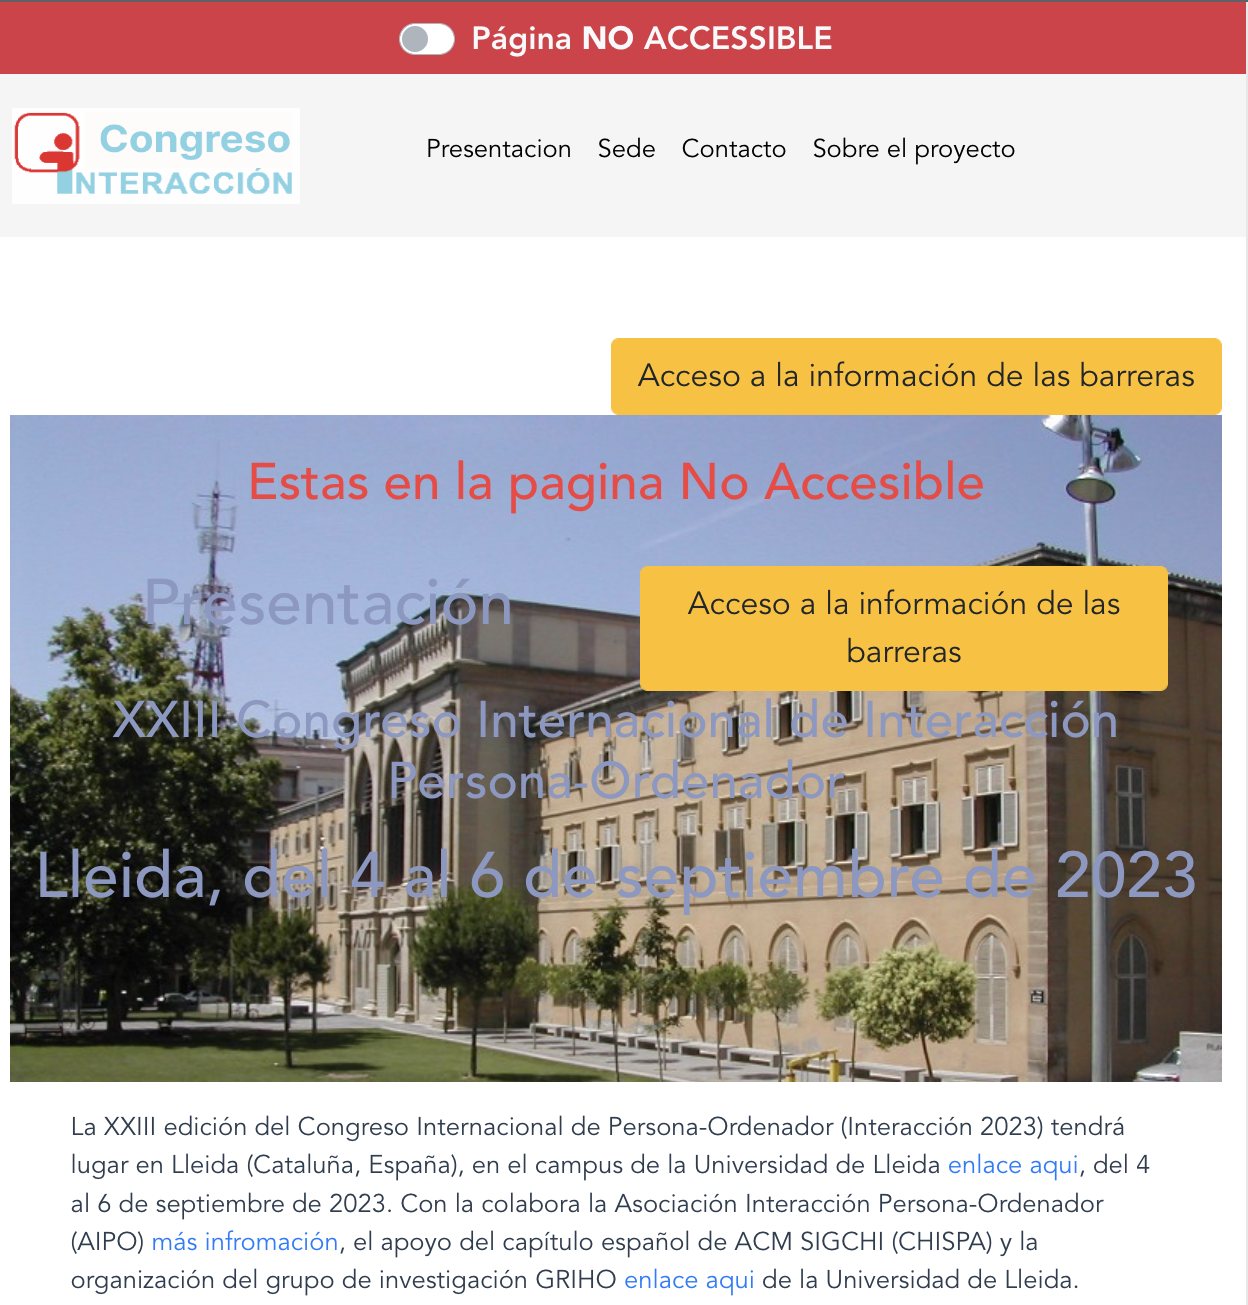 Página NO ACCESSIBLE
Congreso
INTERACCIÓN
Presentacion Sede Contacto Sobre el proyecto
Acceso a la información de las barreras
Estas en la pagina No Accesible
Presentación
Acceso a la información de las
barreras
XXIII Congreso Internacional de Interacción
Persona-Ordenador
Lleida, del 4 al 6 de septiembre de 2023
La XXIII edición del Congreso Internacional de Persona-Ordenador (Interacción 2023) tendrá
lugar en Lleida (Cataluña, España), en el campus de la Universidad de Lleida enlace aqui, del 4
al 6 de septiembre de 2023. Con la colabora la Asociación Interacción Persona-Ordenador
(AIPO) más infromación, el apoyo del capítulo español de ACM SIGCHI (CHISPA) y la
organización del grupo de investigación GRIHO enlace aqui de la Universidad de Lleida.